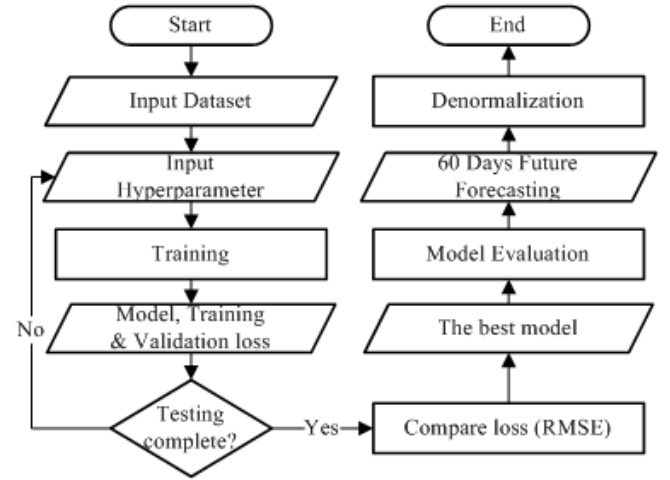 Start
Input Dataset
Input
Hyperparameter
Training
Model, Training
& Validation loss
Testing
complete?
No
Yes
Compare loss (RMSE)
The best model
Model Evaluation
60 Days Future
Forecasting
Denormalization
End